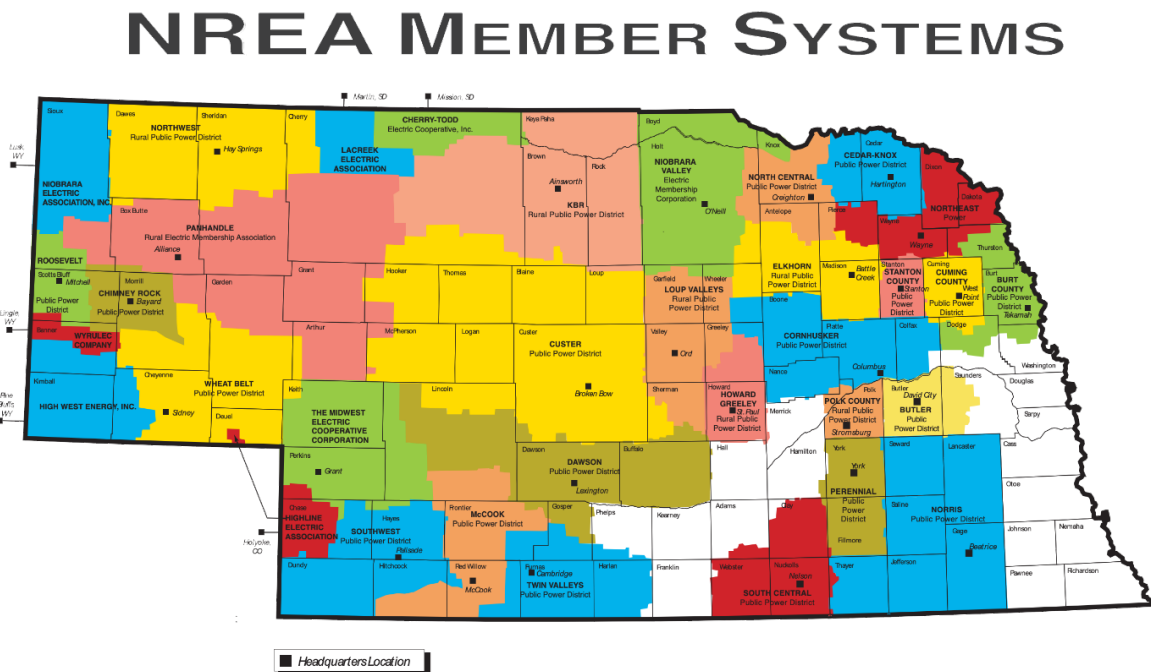 NREA MEMBER SYSTEMS
Martin, SD
Mission, SD
Lusk,
WY
Lingle,
WY
Pine
Bluffs,
WY
Holyoke,
CO
Sioux
Dawes
Sheridan
Cherry
NORTHWEST
Rural Public Power District
Hay Springs
LACREEK
ELECTRIC
ASSOCIATION
CHERRY-TODD
Electric Cooperative, Inc.
Keya Paha
Brown
Rock
Ainsworth
KBR
Rural Public Power District
Boyd
Holt
NIOBRARA
VALLEY
Electric
Membership
Corporation
O'Neill
Knox
NORTH CENTRAL
Public Power District
Creighton
Antelope
Cedar
CEDAR-KNOX
Public Power District
Hartington
Dixon
Dakota
NORTHEAST
Power
Pierce
Wayne
Wayne
Thurston
NIOBRARA
ELECTRIC
ASSOCIATION, INC.
Box Butte
PANHANDLE
Rural Electric Membership Association
Alliance
ROOSEVELT
Scotts Bluff
Mitchell
Public Power
District
Morrill
CHIMNEY ROCK
Bayard
Public Power District
Garden
Grant
Hooker
Thomas
Blaine
Loup
Garfield
Wheeler
LOUP VALLEYS
Rural Public
Power District
ELKHORN
Rural Public
Power District
Madison
Battle
Creek
Stanton
STANTON
COUNTY
Stanton
Public
Power
District
Cuming
CUMING
COUNTY
West
Point
Public Power
District
Burt
BURT
COUNTY
Public Power
District
Tekamah
Banner
WYRULEC
COMPANY
Arthur
McPherson
Logan
Custer
CUSTER
Public Power District
Broken Bow
Valley
Ord
Greeley
Boone
CORNHUSKER
Public Power District
Platte
Colfax
Columbus
Nance
Dodge
Washington
Kimball
HIGH WEST ENERGY, INC.
Cheyenne
WHEAT BELT
Public Power District
Sidney
Deuel
Keith
THE MIDWEST
ELECTRIC
COOPERATIVE
CORPORATION
Lincoln
Sherman
Howard
HOWARD
GREELEY
St. Paul
Rural Public
Power District
Merrick
Polk
POLK COUNTY
Rural Public
Power District
Stromsburg
Butler
David City
BUTLER
Public Power
District
Saunders
Douglas
Sarpy
Cass
Perkins
Grant
Dawson
DAWSON
Public Power District
Lexington
Buffalo
Hall
Hamilton
York
York
PERENNIAL
Public
Power
District
Filmore
Seward
Lancaster
Otoe
Chase
HIGHLINE
ELECTRIC
ASSOCIATION
Hayes
SOUTHWEST
Public Power District
Palisade
Frontier
McCOOK
Public Power District
Gosper
Phelps
Kearney
Adams
Clay
Saline
NORRIS
Public Power District
Gage
Beatrice
Johnson
Nemaha
Dundy
Hitchcock
Red Willow
McCook
Furnas
Cambridge
TWIN VALLEYS
Public Power District
Harlan
Franklin
Webster
Nuckolls
Nelson
SOUTH CENTRAL
Public Power District
Thayer
Jefferson
Pawnee
Richardson
Headquarters Location